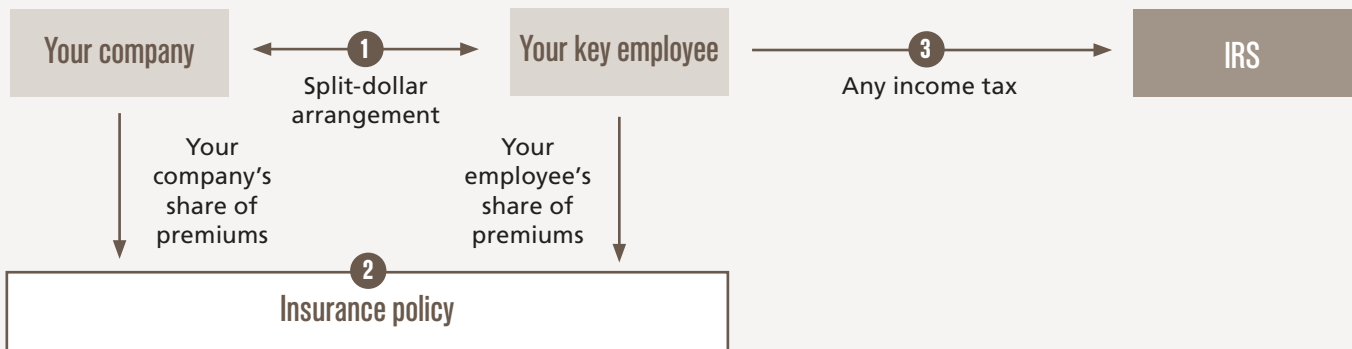 Your company
1
Your key employee
3
IRS
Split-dollar
arrangement
Any income tax
Your
company’s
share of
premiums
Your
employee’s
share of
premiums
2
Insurance policy